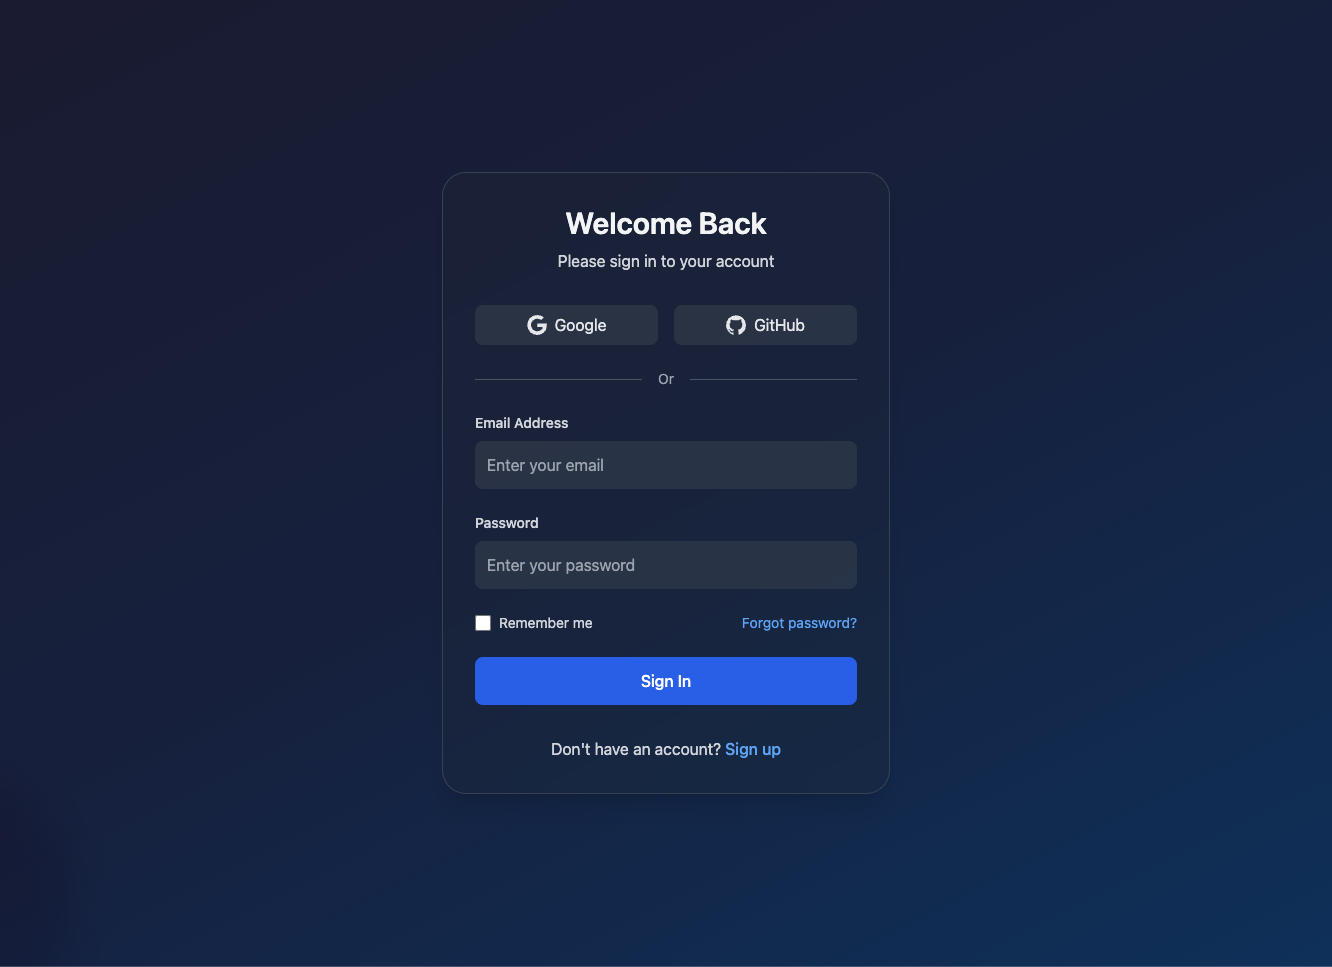 Welcome Back
Please sign in to your account
Google
GitHub
Or
Email Address
Enter your email
Password
Enter your password
Remember me
Forgot password?
Sign In
Don't have an account? Sign up